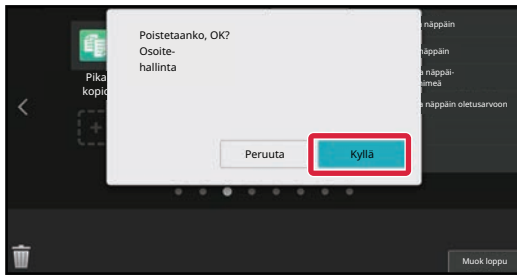 Poistetaanko, OK?
Osoite-
hallinta
Peruuta
Kyllä
Pika
kopio
näppäin
näppäin
näppäi-
nimeä
näppäin oletusarvoon
Muok loppu